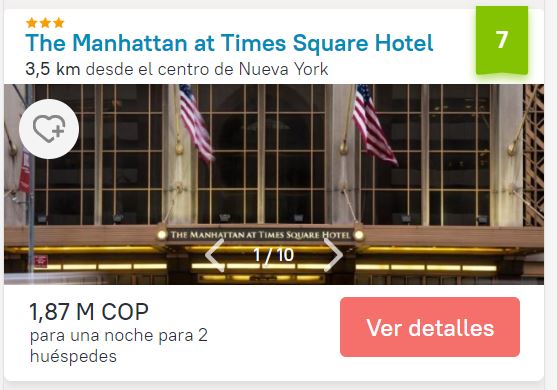 The Manhattan at Times Square Hotel
7
3,5 km desde el centro de Nueva York
THE MANHATTAN AT TIMES SQUARE HOTEL
1 / 10
1,87 M COP
para una noche para 2
huéspedes
Ver detalles